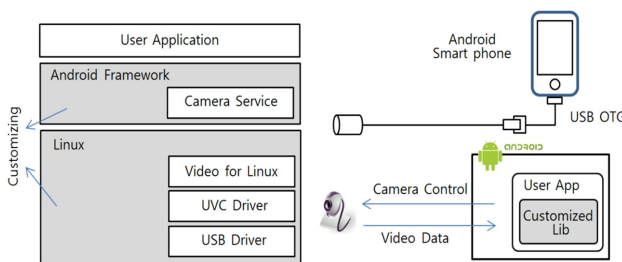 User Application
Android Framework
Camera Service
Customizing
Linux
Video for Linux
UVC Driver
USB Driver
Android
Smart phone
USB OTG
ANDROID
Camera Control
Video Data
User App
Customized
Lib